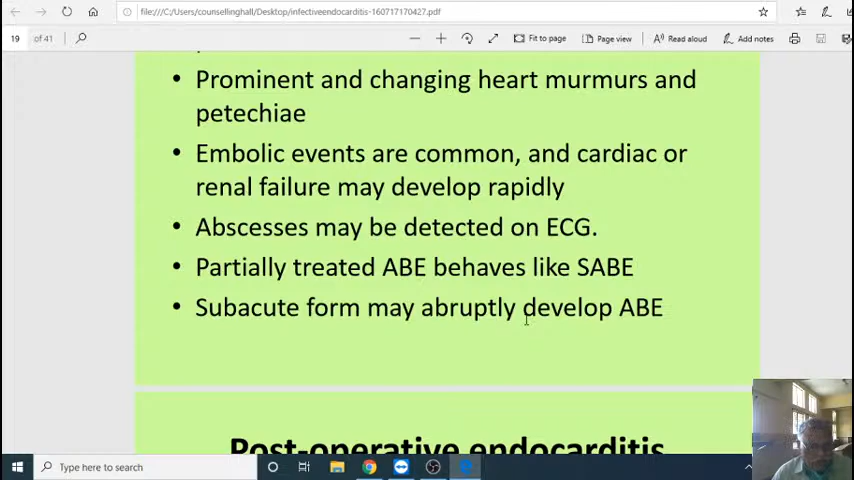 file:///C:/Users/counsellinghall/Desktop/infectiveendocarditis-160717170427.pdf
19 of 41
Fit to page
Page view
Read aloud
Add notes
• Prominent and changing heart murmurs and
petechiae
• Embolic events are common, and cardiac or
renal failure may develop rapidly
• Abscesses may be detected on ECG.
• Partially treated ABE behaves like SABE
• Subacute form may abruptly develop ABE
Post-operative endocarditis
Type here to search